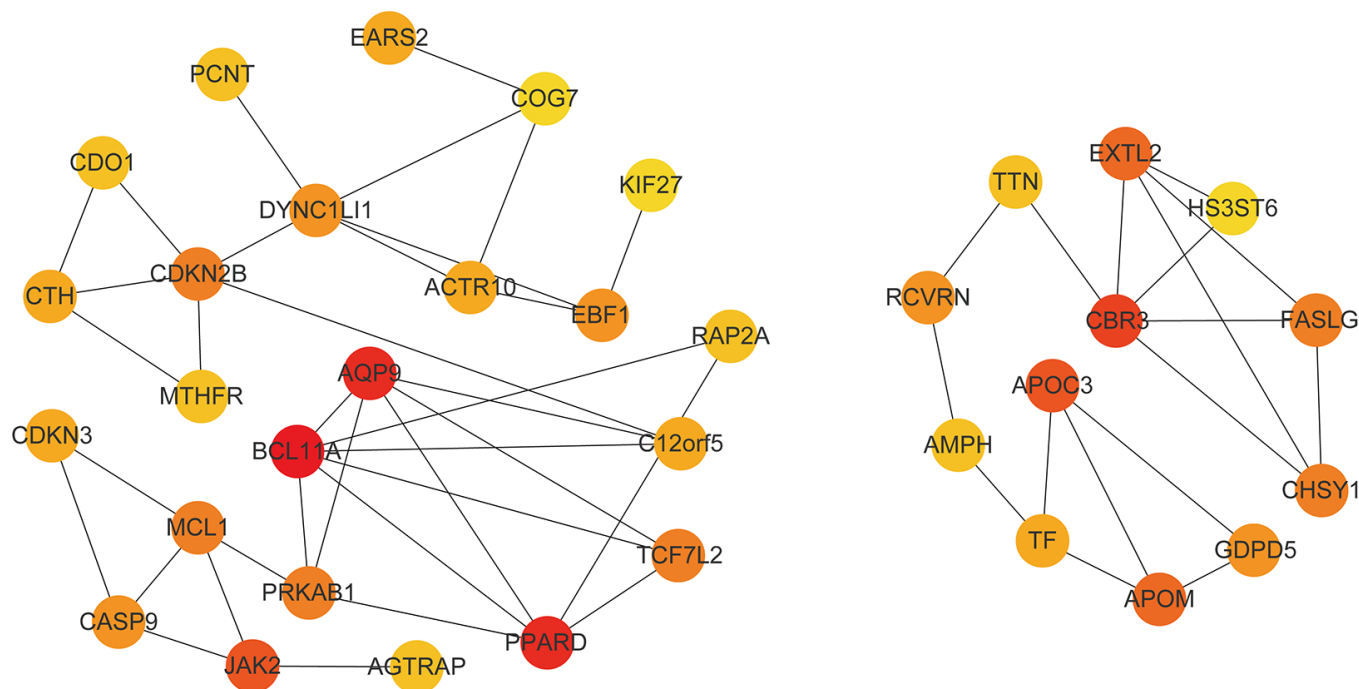 EARS2
PCNT
COG7
CDO1
KIF27
DYNC1LI1
CDKN2B
CTH
ACTR10
EBF1
RAP2A
AQP9
MTHFR
CDKN3
BCL11A
C12orf5
MCL1
TCF7L2
PRKAB1
CASP9
PPARD
JAK2
AGTRAP
EXTL2
TTN
HS3ST6
RCVRN
CBR3
FASLG
APOC3
AMPH
CHSY1
TF
GDPD5
APOM